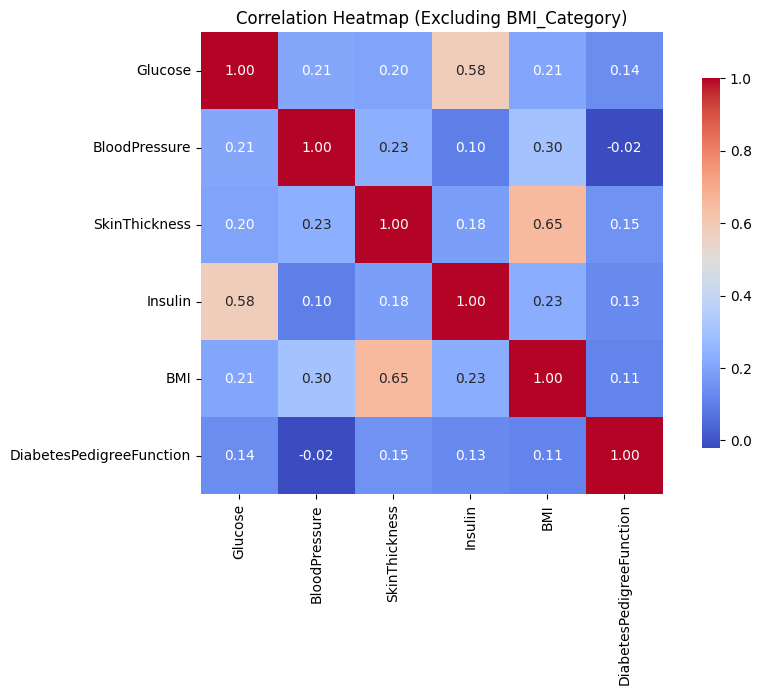 Correlation Heatmap (Excluding BMI_Category)
Glucose 1.00 0.21 0.20 0.58 0.21 0.14
BloodPressure 0.21 1.00 0.23 0.10 0.30 -0.02
SkinThickness 0.20 0.23 1.00 0.18 0.65 0.15
Insulin 0.58 0.10 0.18 1.00 0.23 0.13
BMI 0.21 0.30 0.65 0.23 1.00 0.11
DiabetesPedigreeFunction 0.14 -0.02 0.15 0.13 0.11 1.00
Glucose
BloodPressure
SkinThickness
Insulin
BMI
DiabetesPedigreeFunction
1.0
0.8
0.6
0.4
0.2
0.0